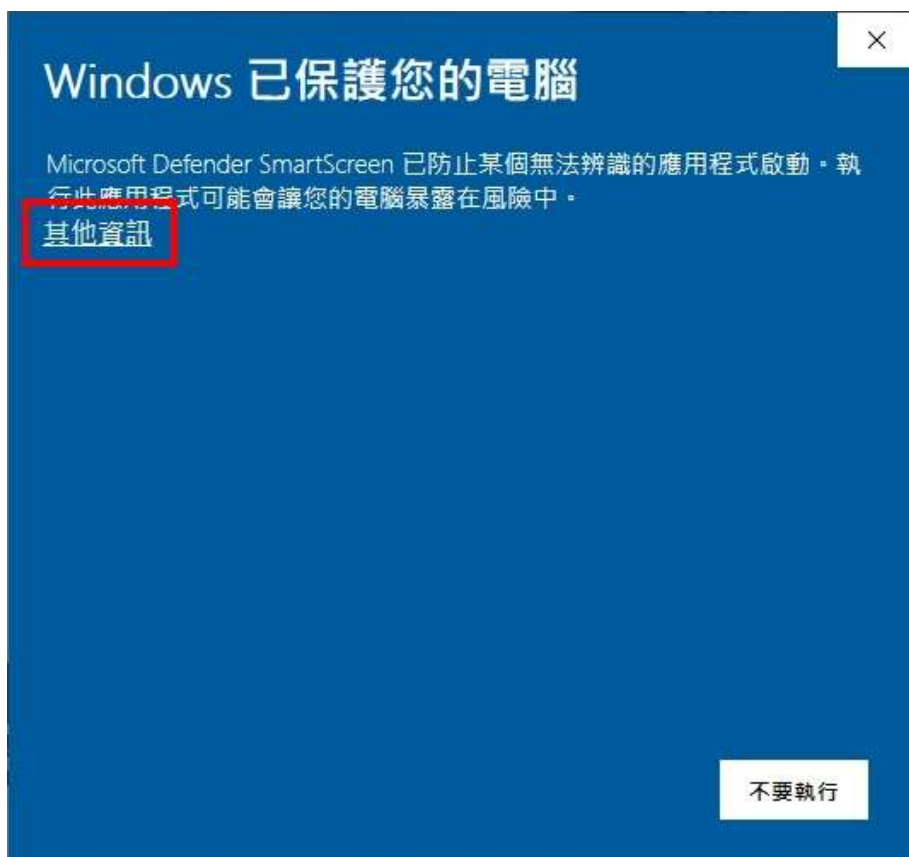 Windows 已保護您的電腦
Microsoft Defender SmartScreen 已防止某個無法辨識的應用程式啟動。執
行此應用程式可能會讓您的電腦暴露在風險中。
其他資訊
不要執行